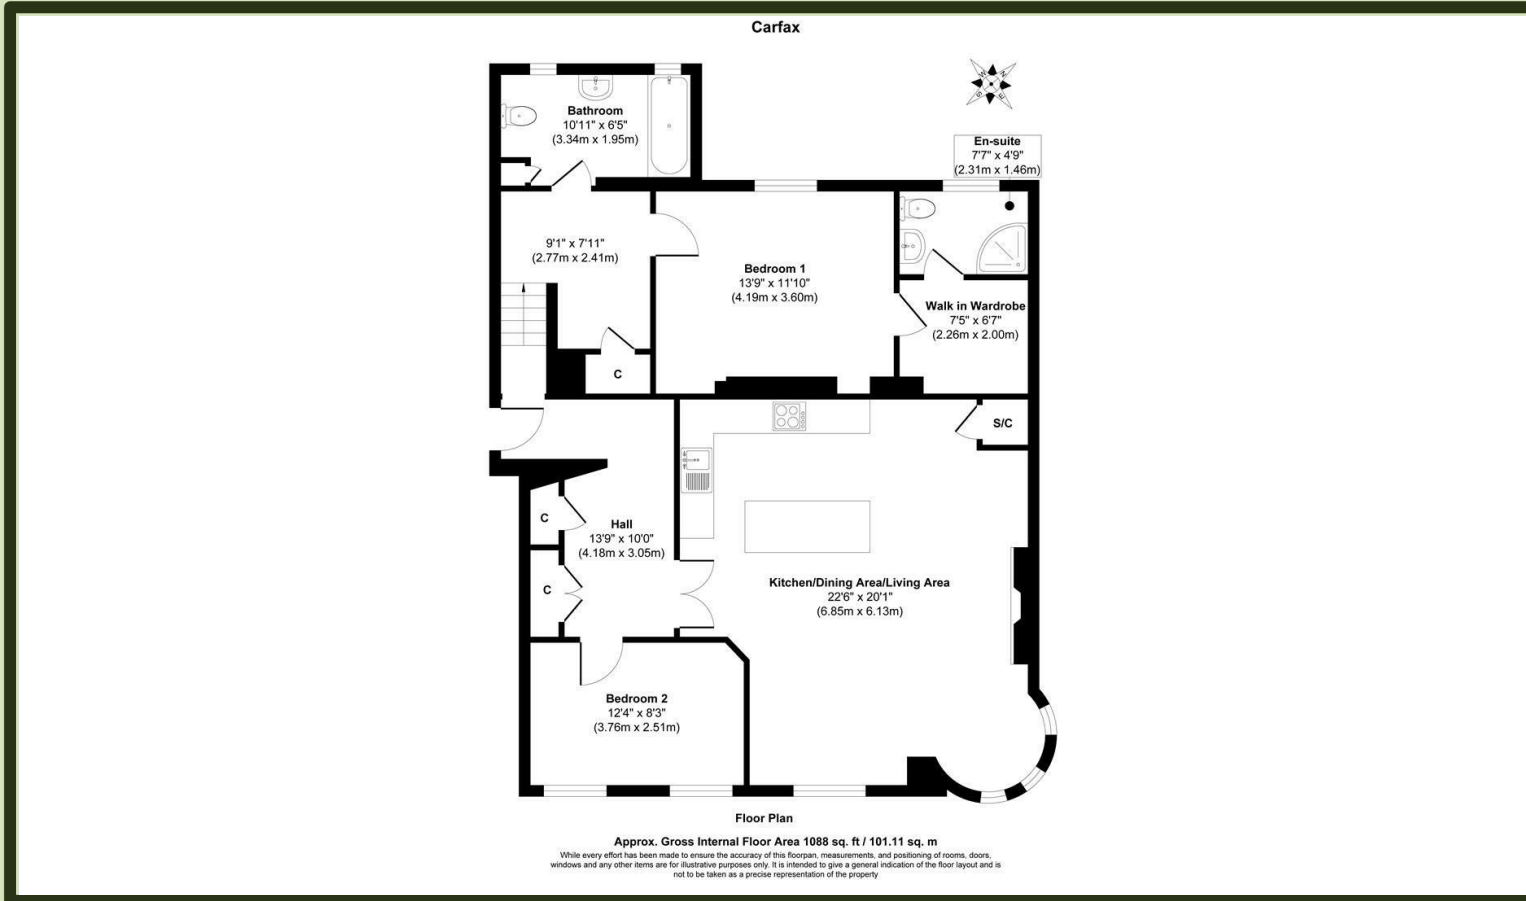 Carfax
W N
S E
Bathroom
10'11" x 6'5"
(3.34m x 1.95m)
En-suite
7'7" x 4'9"
(2.31m x 1.46m)
9'1" x 7'11"
(2.77m x 2.41m)
Bedroom 1
13'9" x 11'10"
(4.19m x 3.60m)
Walk in Wardrobe
7'5" x 6'7"
(2.26m x 2.00m)
C
S/C
C
Hall
13'9" x 10'0"
(4.18m x 3.05m)
C
Kitchen/Dining Area/Living Area
22'6" x 20'1"
(6.85m x 6.13m)
Bedroom 2
12'4" x 8'3"
(3.76m x 2.51m)
Floor Plan
Approx. Gross Internal Floor Area 1088 sq. ft / 101.11 sq. m
While every effort has been made to ensure the accuracy of this floorpan, measurements, and positioning of rooms, doors,
windows and any other items are for illustrative purposes only. It is intended to give a general indication of the floor layout and is
not to be taken as a precise representation of the property